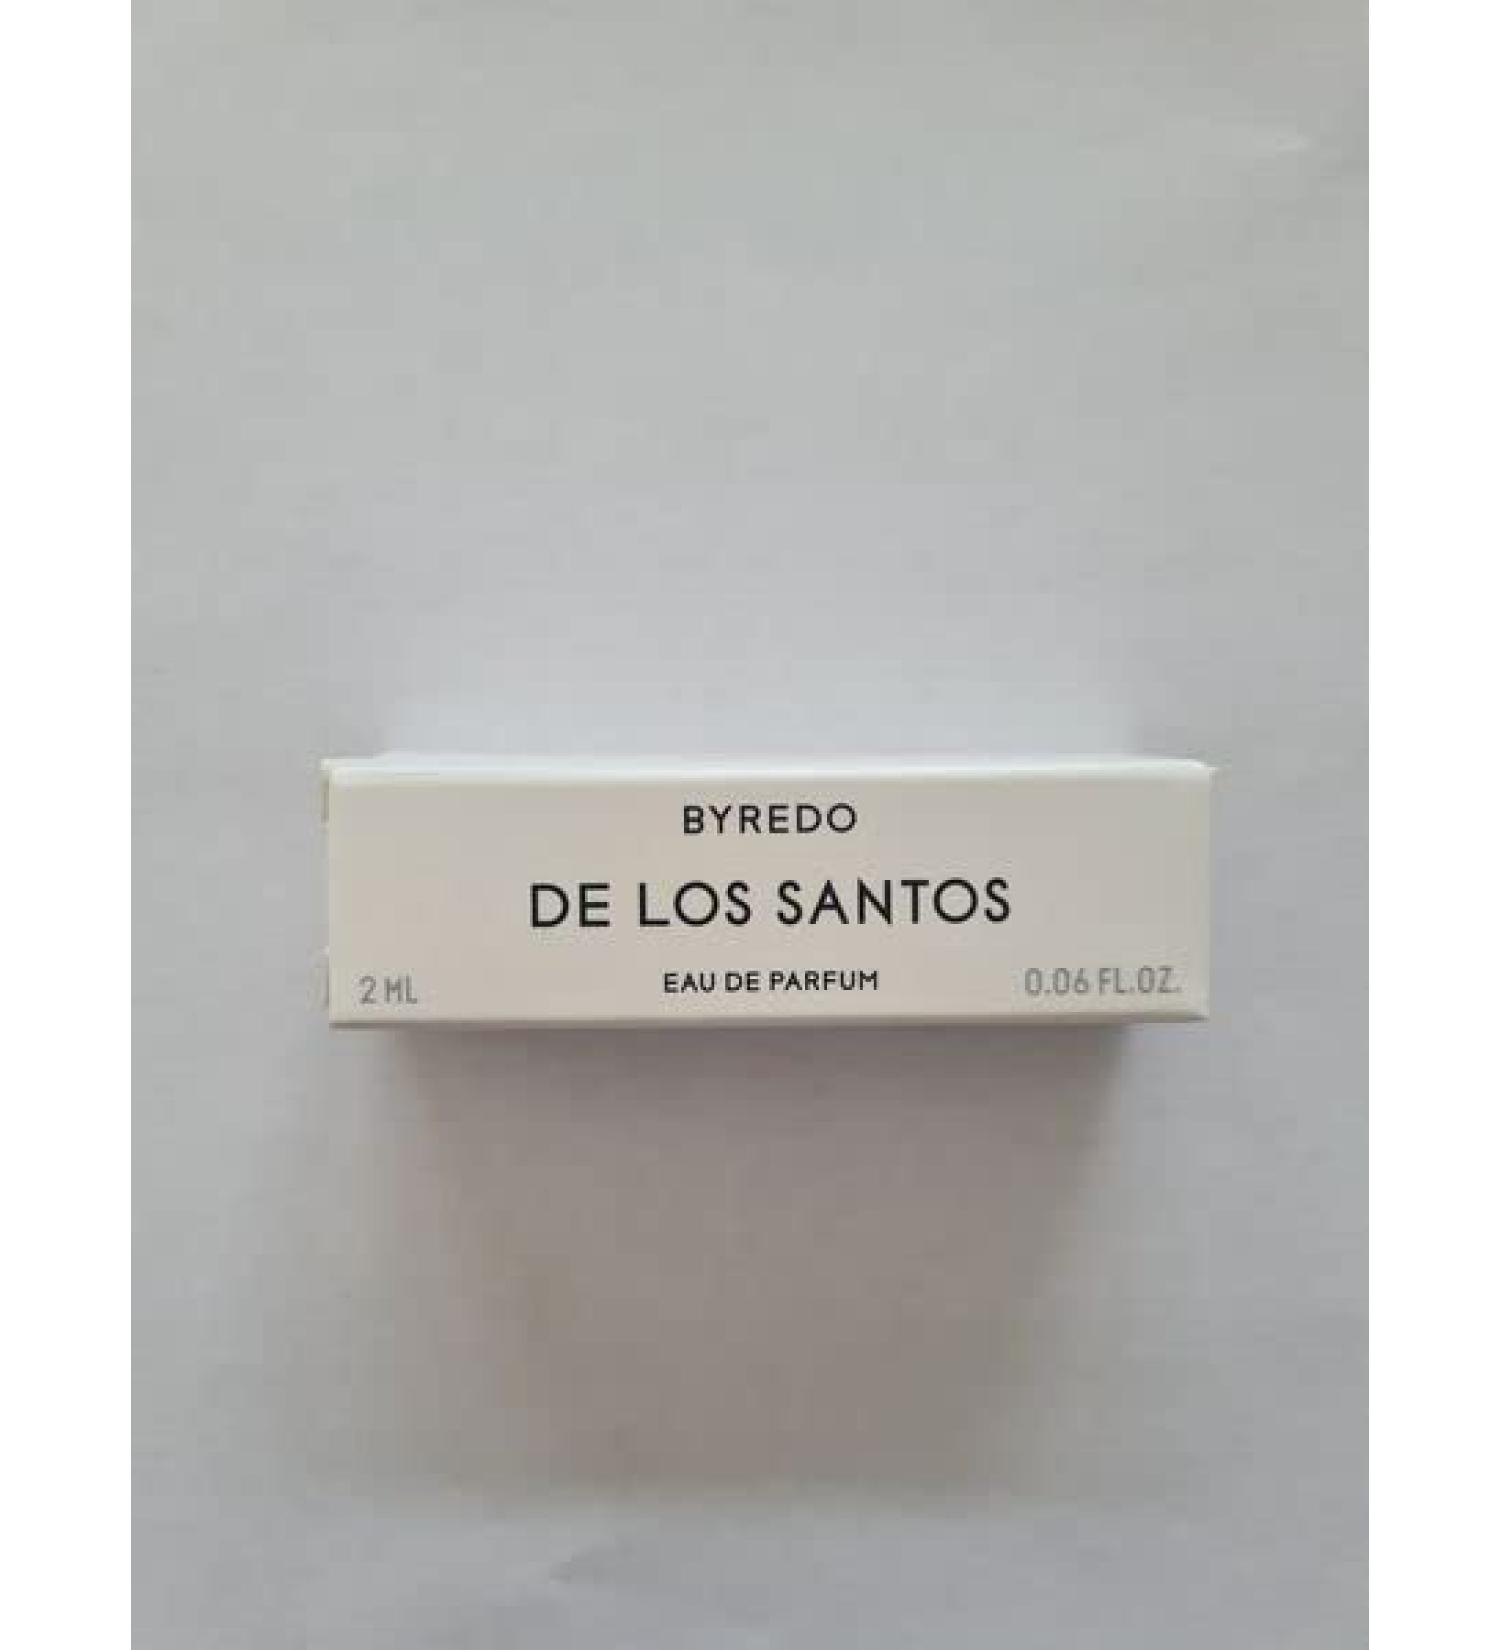 BYREDO
DE LOS SANTOS
2 ML EAU DE PARFUM 0.06 FL.OZ.